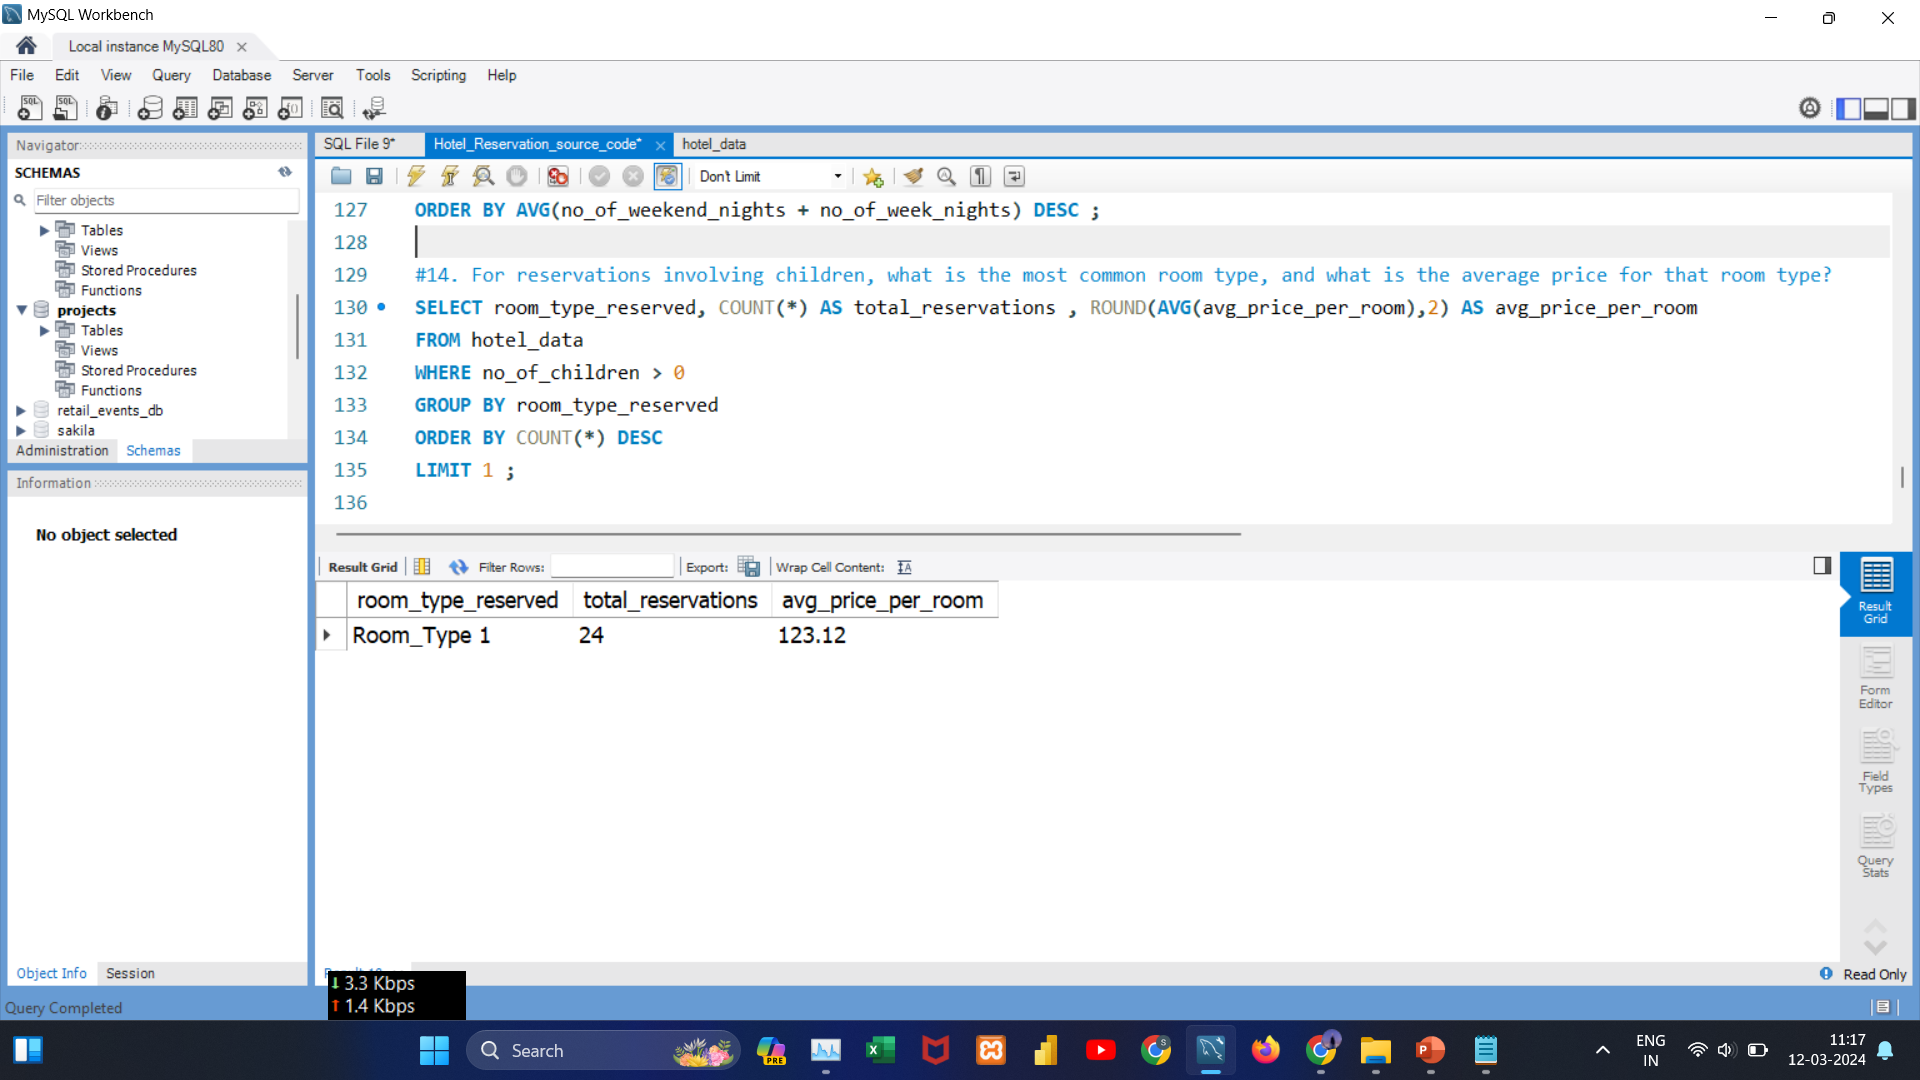 MySQL Workbench
Local instance MySQL80
File Edit View Query Database Server Tools Scripting Help
Navigator
SCHEMAS
Filter objects
Tables
Views
Stored Procedures
Functions
projects
Tables
Views
Stored Procedures
Functions
retail_events_db
sakila
Administration Schemas
Information
No object selected
Object Info Session
SQL File 9* Hotel_Reservation_source_code* hotel_data
Don't Limit
127 ORDER BY AVG(no_of_weekend_nights + no_of_week_nights) DESC ;
128
129 #14. For reservations involving children, what is the most common room type, and what is the average price for that room type?
130 SELECT room_type_reserved, COUNT(*) AS total_reservations , ROUND(AVG(avg_price_per_room),2) AS avg_price_per_room
131 FROM hotel_data
132 WHERE no_of_children > 0
133 GROUP BY room_type_reserved
134 ORDER BY COUNT(*) DESC
135 LIMIT 1 ;
136
Result Grid Filter Rows: Export: Wrap Cell Content:
room_type_reserved total_reservations avg_price_per_room
Room_Type 1 24 123.12
Result
Grid
Form
Editor
Field
Types
Query
Stats
Read Only
3.3 Kbps
1.4 Kbps
Query Completed
Search
PRE
ENG
IN
11:17
12-03-2024